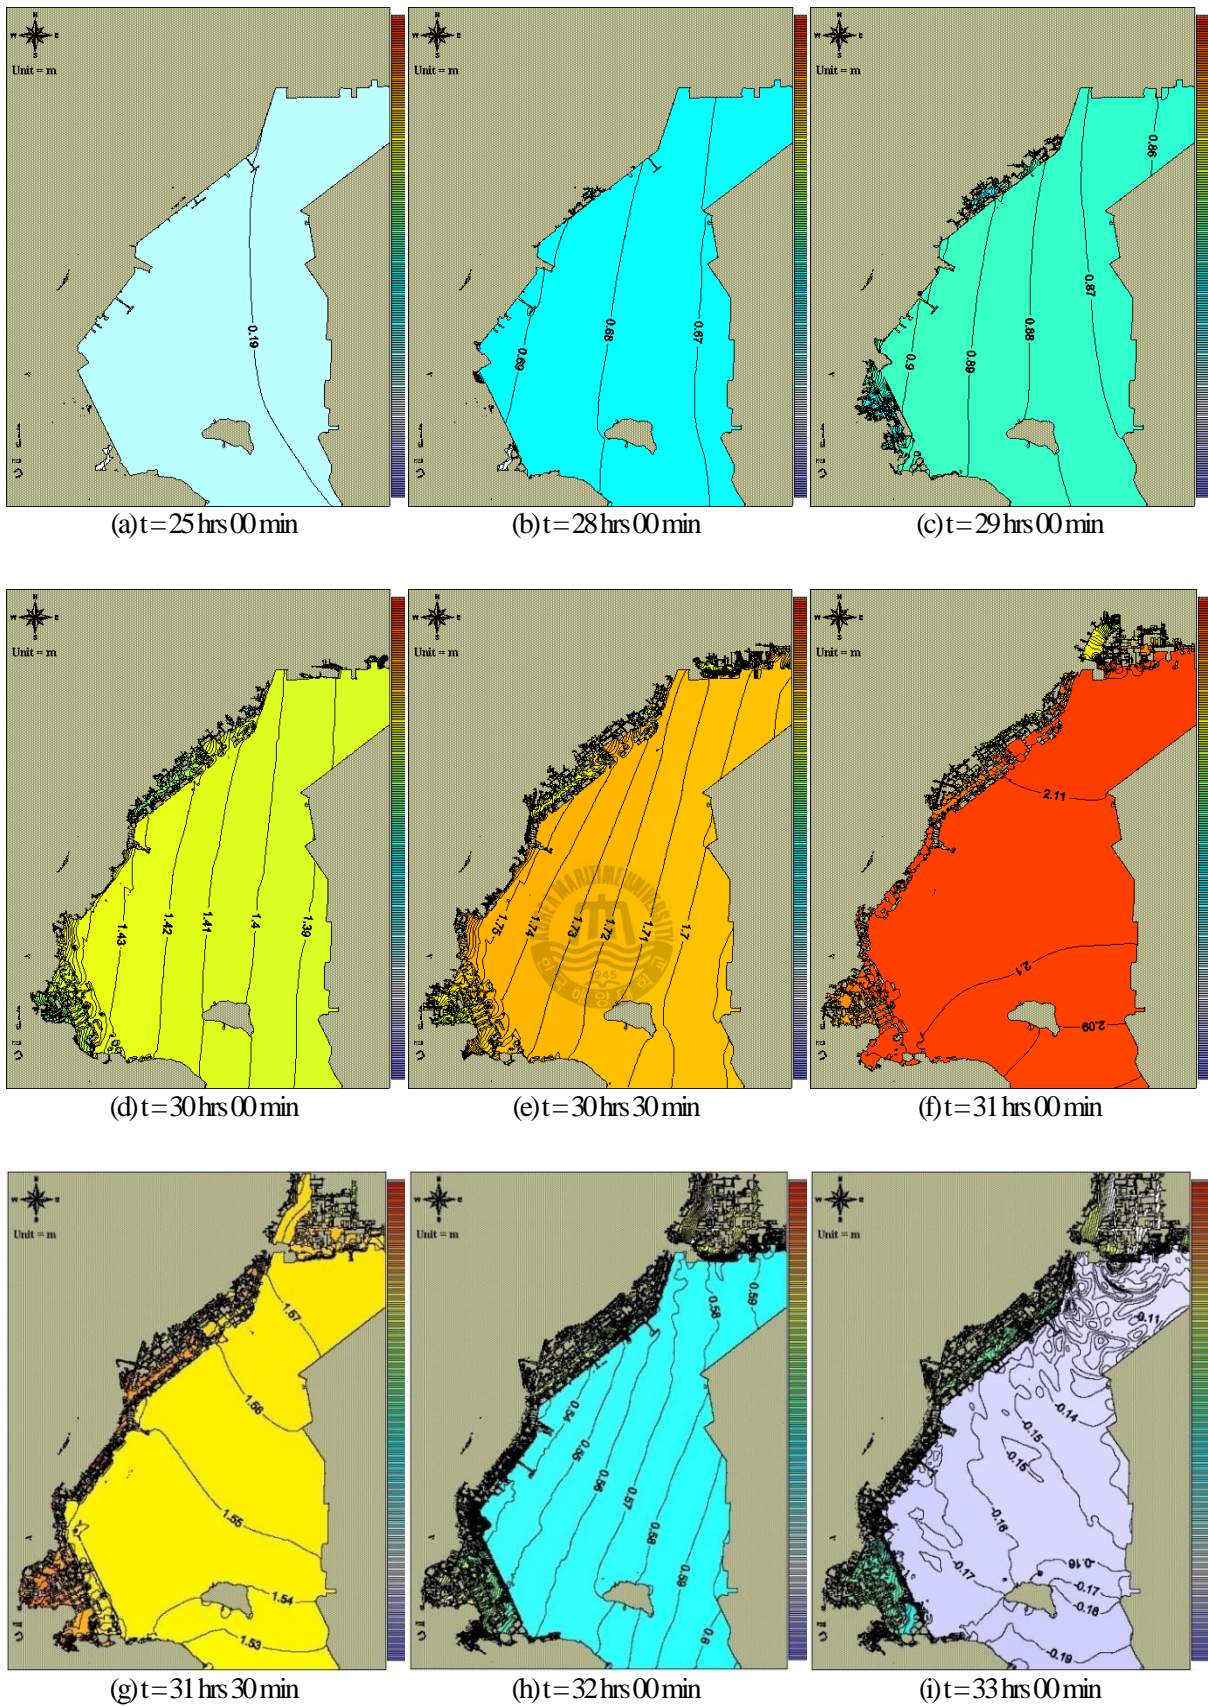 N
W E
S
Unit = m
0.19
(a) t = 25 hrs 00 min
N
W E
S
Unit = m
0.69
0.68
0.67
(b) t = 28 hrs 00 min
N
W E
S
Unit = m
0.86
0.87
0.88
0.89
0.9
(c) t = 29 hrs 00 min
N
W E
S
Unit = m
1.43
1.42
1.41
1.4
1.39
(d) t = 30 hrs 00 min
N
W E
S
Unit = m
1.75
1.74
1.73
1.72
1.71
1.7
KOREA MARITIME UNIVERSITY
1945
(e) t = 30 hrs 30 min
N
W E
S
Unit = m
2.11
2.1
2.09
(f) t = 31 hrs 00 min
N
W E
S
Unit = m
1.57
1.56
1.55
1.54
1.53
(g) t = 31 hrs 30 min
N
W E
S
Unit = m
0.59
0.58
0.54
0.55
0.56
0.57
0.58
0.59
0.6
(h) t = 32 hrs 00 min
N
W E
S
Unit = m
-0.11
-0.14
-0.15
-0.15
-0.16
-0.17
-0.16
-0.17
-0.18
-0.19
(i) t = 33 hrs 00 min